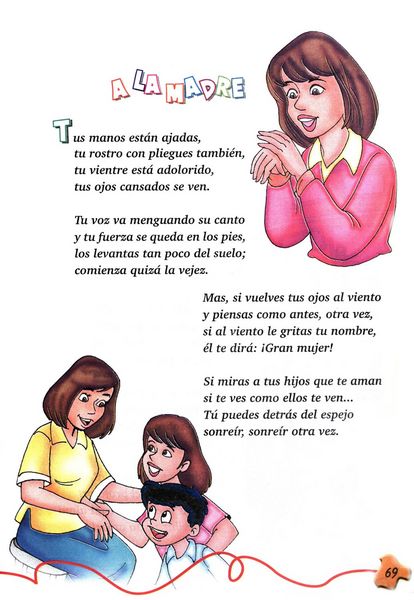 A LA MADRE
Tus manos están ajadas,
tu rostro con pliegues también,
tu vientre está adolorido,
tus ojos cansados se ven.
Tu voz va menguando su canto
y tu fuerza se queda en los pies,
los levantas tan poco del suelo;
comienza quizá la vejez.
Mas, si vuelves tus ojos al viento
y piensas como antes, otra vez,
si al viento le gritas tu nombre,
él te dirá: ¡Gran mujer!
Si miras a tus hijos que te aman
si te ves como ellos te ven...
Tú puedes detrás del espejo
sonreír, sonreír otra vez.
69